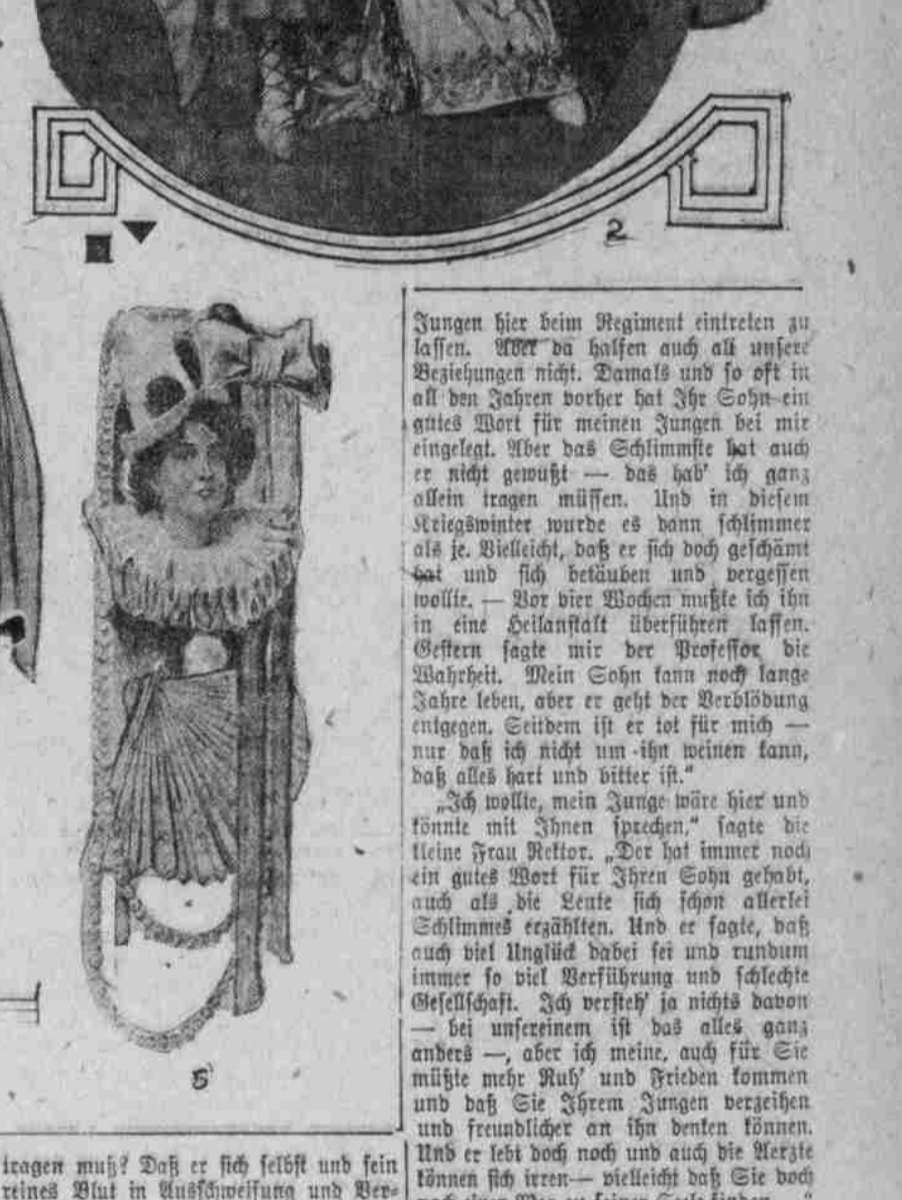 2
5
tragen muß? Daß er sich selbst und sein
reines Blut in Ausschweifung und Ver-
Jungen hier beim Regiment eintreten zu
lassen. Aber da halfen auch all unsere
Beziehungen nicht. Damals und so oft in
all den Jahren vorher hat Ihr Sohn ein
gutes Wort für meinen Jungen bei mir
eingelegt. Aber das Schlimmste hat auch
er nicht gewußt — das hab' ich ganz
allein tragen müssen. Und in diesem
Kriegswinter wurde es dann schlimmer
als je. Vielleicht, daß er sich doch geschämt
hat und sich betäuben und vergessen
wollte. — Vor vier Wochen mußte ich ihn
in eine Heilanstalt überführen lassen.
Gestern sagte mir der Professor die
Wahrheit. Mein Sohn kann noch lange
Jahre leben, aber er geht der Verblödung
entgegen. Seitdem ist er tot für mich —
nur daß ich nicht um ihn weinen kann,
daß alles hart und bitter ist.“
„Ich wollte, mein Junge wäre hier und
könnte mit Ihnen sprechen,“ sagte die
kleine Frau Rektor. „Der hat immer noch
ein gutes Wort für Ihren Sohn gehabt,
auch als die Leute sich schon allerlei
Schlimmes erzählten. Und er sagte, daß
auch viel Unglück dabei sei und rundum
immer so viel Verführung und schlechte
Gesellschaft. Ich versteh' ja nichts davon
— bei unsereinem ist das alles ganz
anders —, aber ich meine, auch für Sie
müßte mehr Ruh' und Frieden kommen
und daß Sie Ihrem Jungen verzeihen
und freundlicher an ihn denken können.
Und er lebt doch noch und auch die Aerzte
können sich irren — vielleicht daß Sie doch
noch einen Weg zu seiner Seele finden